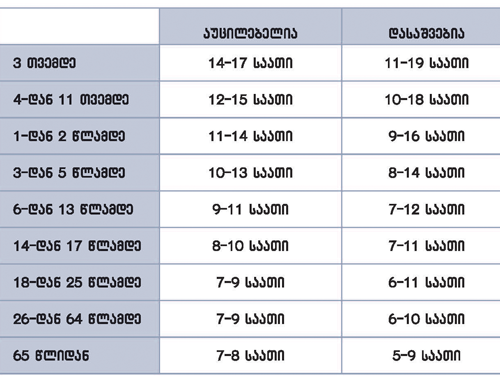 აუცილებელია დასაშვებია
3 თვემდე 14-17 საათი 11-19 საათი
4-დან 11 თვემდე 12-15 საათი 10-18 საათი
1-დან 2 წლამდე 11-14 საათი 9-16 საათი
3-დან 5 წლამდე 10-13 საათი 8-14 საათი
6-დან 13 წლამდე 9-11 საათი 7-12 საათი
14-დან 17 წლამდე 8-10 საათი 7-11 საათი
18-დან 25 წლამდე 7-9 საათი 6-11 საათი
26-დან 64 წლამდე 7-9 საათი 6-10 საათი
65 წლიდან 7-8 საათი 5-9 საათი